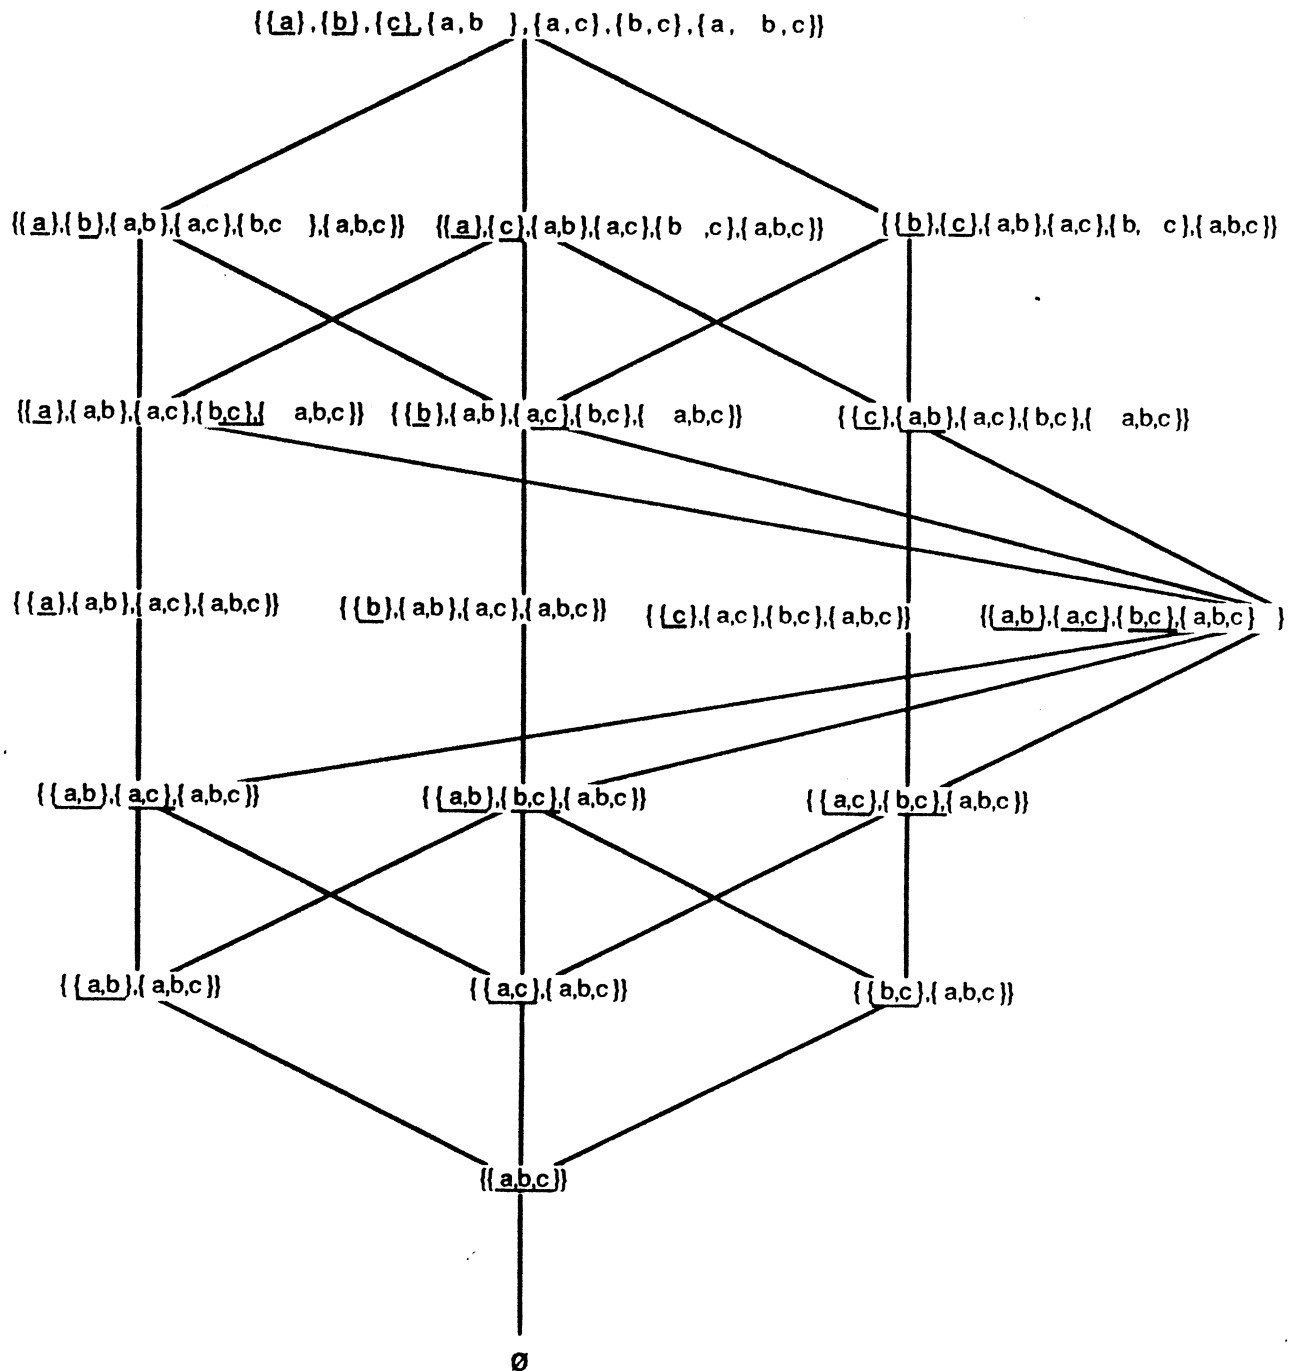 {{a},{b},{c},{a,b },{a,c},{b,c},{a, b,c}}
{{a},{b},{a,b},{a,c},{b,c },{a,b,c}} {{a},{c},{a,b},{a,c},{b ,c},{a,b,c}} {{b},{c},{a,b},{a,c},{b, c},{a,b,c}}
{{a},{a,b},{a,c},{b,c},{ a,b,c}} {{b},{a,b},{a,c},{b,c},{ a,b,c}} {{c},{a,b},{a,c},{b,c},{ a,b,c}}
{{a},{a,b},{a,c},{a,b,c}} {{b},{a,b},{a,c},{a,b,c}} {{c},{a,c},{b,c},{a,b,c}} {{a,b},{a,c},{b,c},{a,b,c} }
{{a,b},{a,c},{a,b,c}} {{a,b},{b,c},{a,b,c}} {{a,c},{b,c},{a,b,c}}
{{a,b},{a,b,c}} {{a,c},{a,b,c}} {{b,c},{a,b,c}}
{{a,b,c}}
Ø